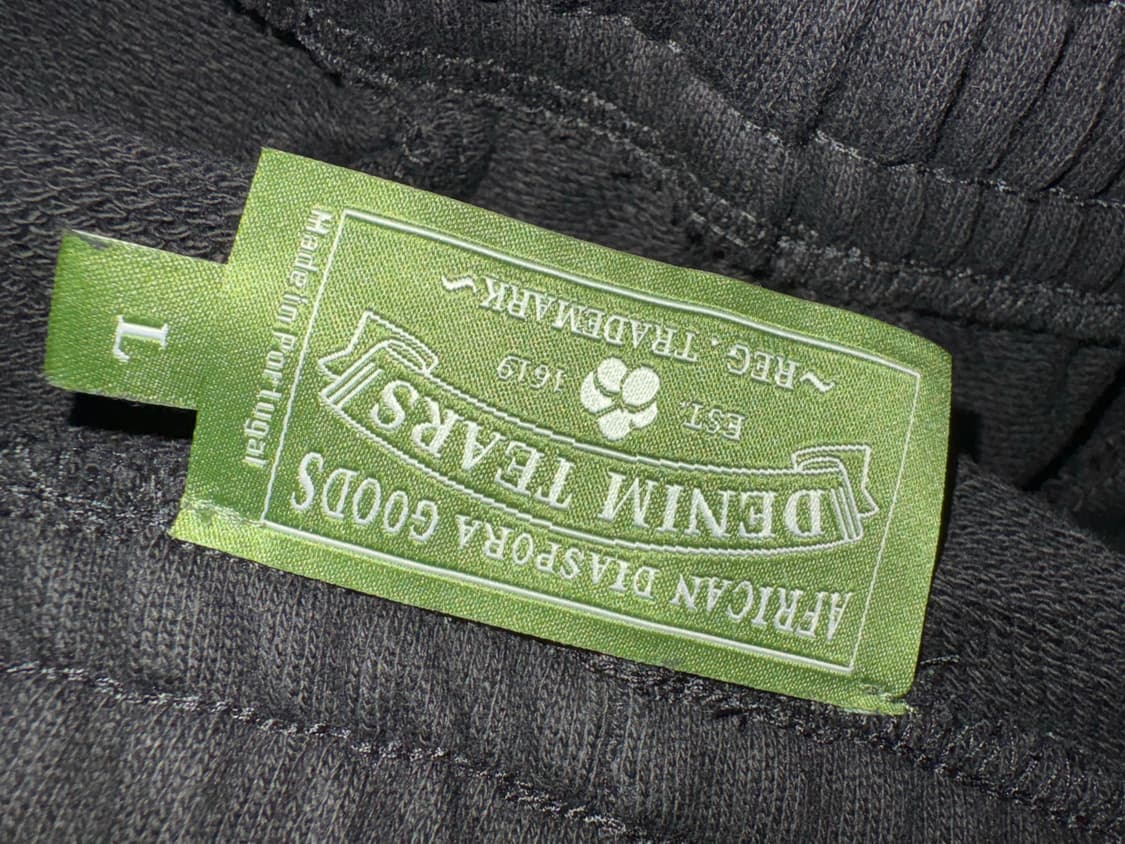 AFRICAN DIASPORA GOODS
DENIM TEARS
EST. 1619
~REG. TRADEMARK~
Made in Portugal
L